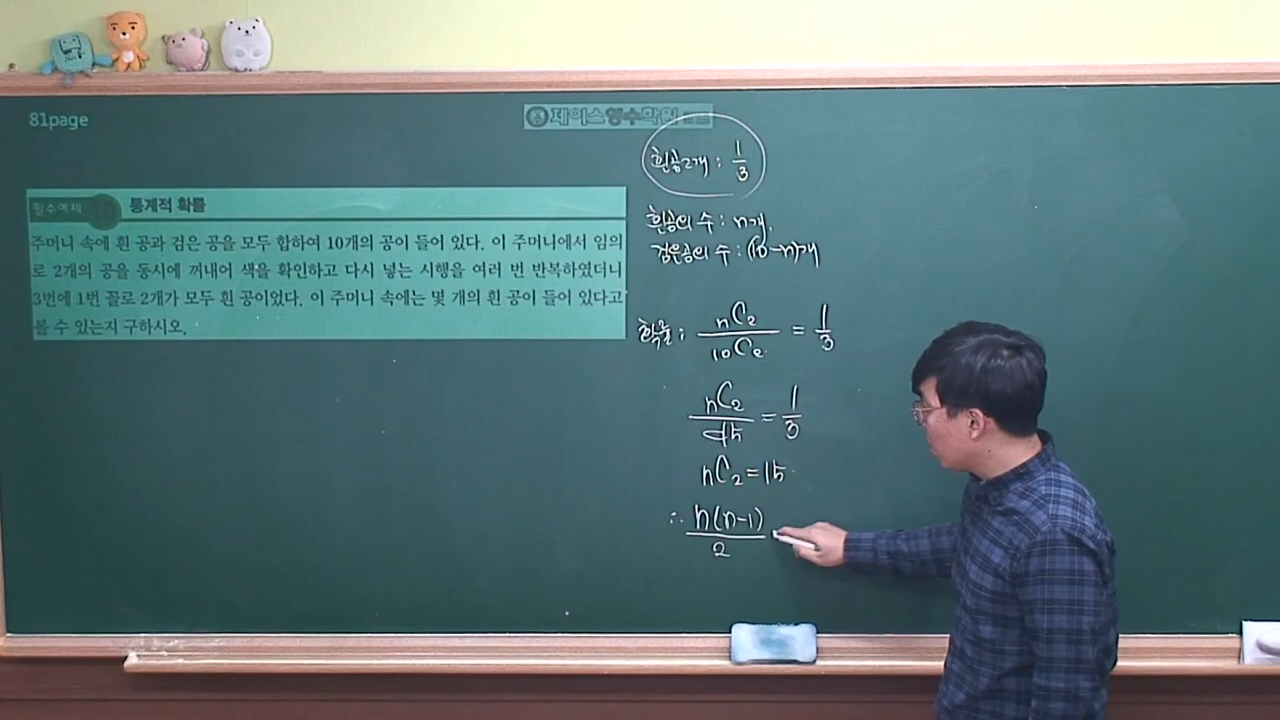 81page
제이스영수학원
필수예제 10 통계적 확률
주머니 속에 흰 공과 검은 공을 모두 합하여 10개의 공이 들어 있다. 이 주머니에서 임의
로 2개의 공을 동시에 꺼내어 색을 확인하고 다시 넣는 시행을 여러 번 반복하였더니
3번에 1번 꼴로 2개가 모두 흰 공이었다. 이 주머니 속에는 몇 개의 흰 공이 들어 있다고
볼 수 있는지 구하시오.
흰공2개 : 1/3
흰공의 수 : n개.
검은공의 수 : (10-n)개
확률 : nC2/10C2 = 1/3
nC2/45 = 1/3
nC2=15
∴ n(n-1)/2